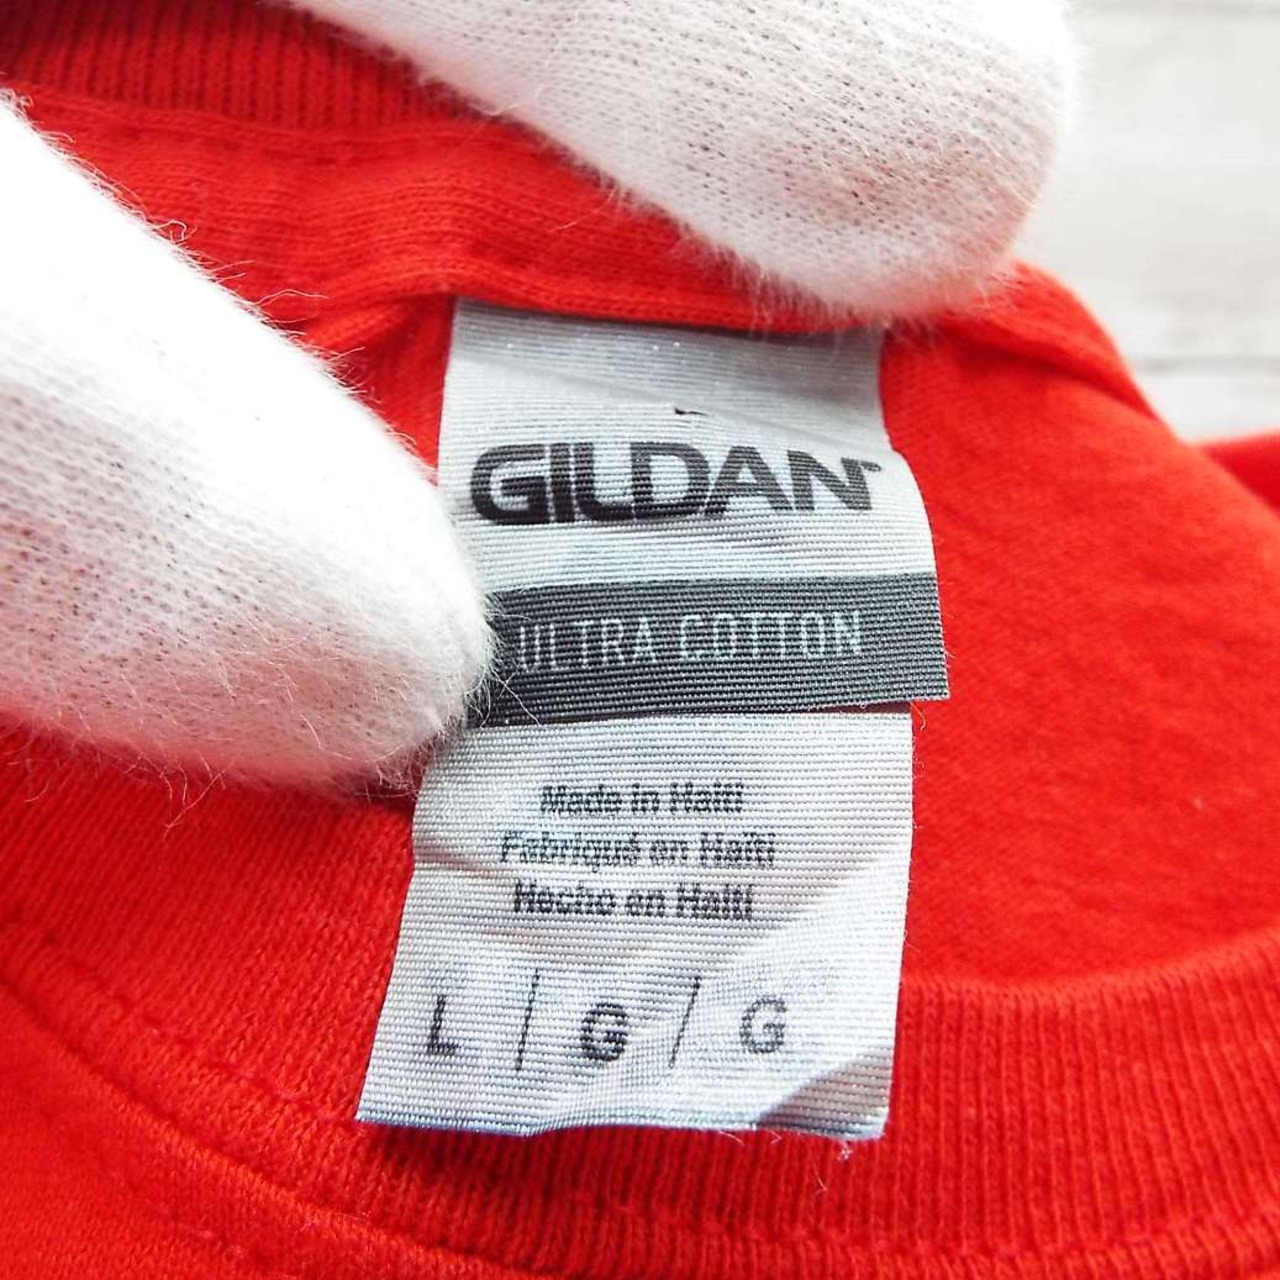 GILDAN
ULTRA COTTON
Made in Haiti
Fabriqué en Haïti
Hecho en Haití
L / G / G